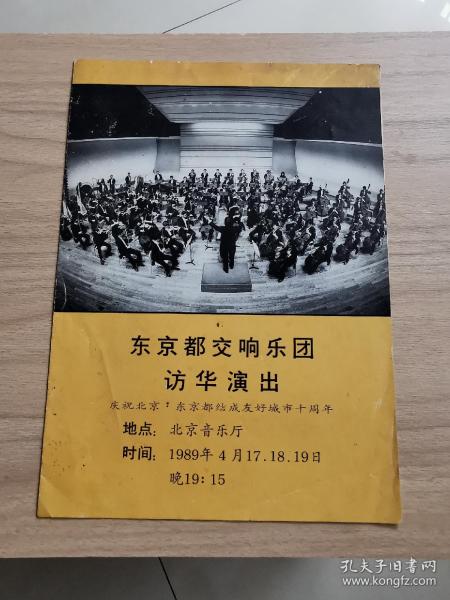 东京都交响乐团
访华演出
庆祝北京·东京都结成友好城市十周年
地点：北京音乐厅
时间：1989年4月17.18.19日
晚19：15
孔夫子旧书网
www.kongfz.com